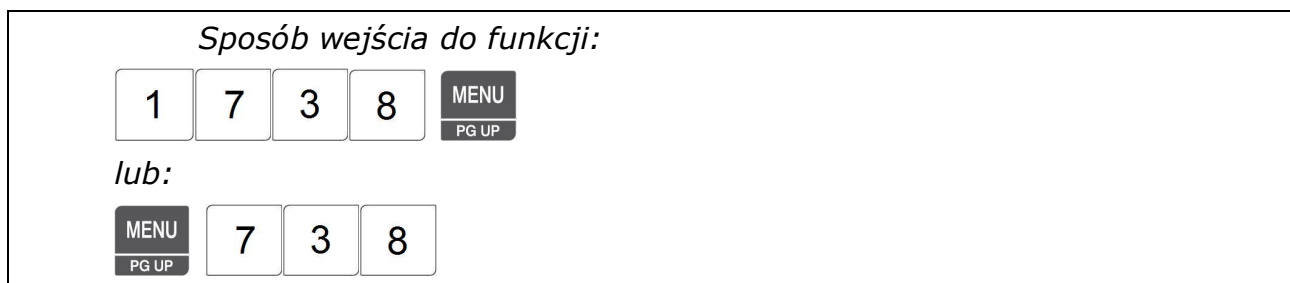 Sposób wejścia do funkcji:
1 7 3 8 MENU
PG UP
lub:
MENU 7 3 8
PG UP